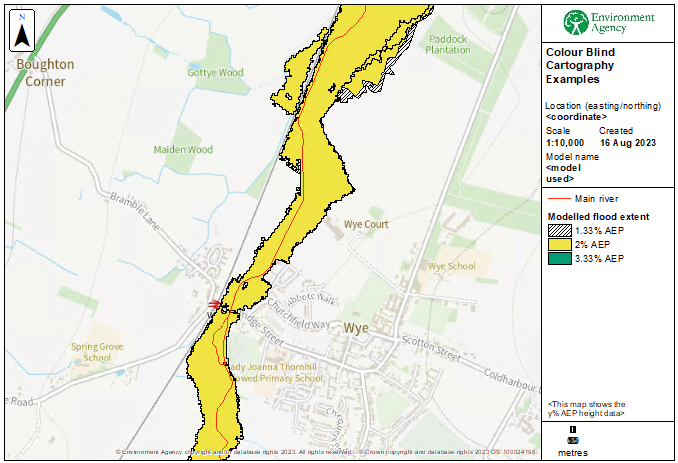 N
Boughton
Corner
Gottye Wood
Paddock
Plantation
Maiden Wood
Bramble Lane
Wye Court
Wye School
Abbots Walk
Churchfield Way
Wye
Bridge Street
Scotton Street
Spring Grove
School
Lady Joanna Thornhill
Endowed Primary School
Coldharbour L
e Road
© Environment Agency copyright and/or database rights 2023. All rights reserved. © Crown copyright and database rights 2023 OS 100024198.
Environment
Agency
Colour Blind
Cartography
Examples
Location (easting/northing)
<coordinate>
Scale Created
1:10,000 16 Aug 2023
Model name
<model
used>
Main river
Modelled flood extent
1.33% AEP
2% AEP
3.33% AEP
<This map shows the
y% AEP height data>
metres